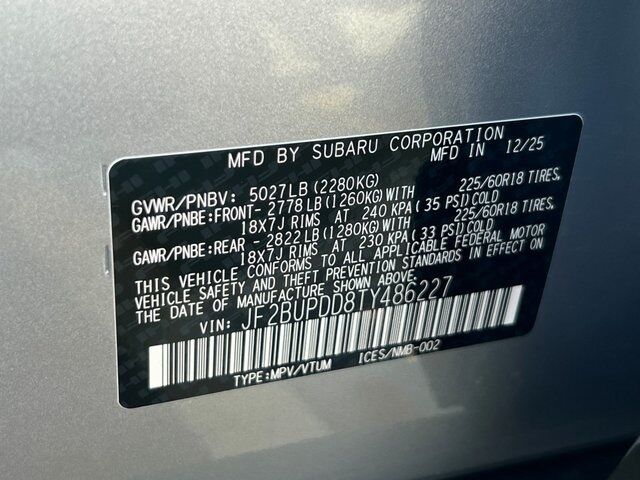 MFD BY SUBARU CORPORATION MFD IN 12/25
GVWR/PNBV: 5027LB (2280KG)
GAWR/PNBE:FRONT- 2778LB (1260KG)WITH 225/60R18 TIRES,
18X7J RIMS AT 240 KPA (35 PSI)COLD
GAWR/PNBE:REAR - 2822LB (1280KG)WITH 225/60R18 TIRES,
18X7J RIMS AT 230 KPA (33 PSI)COLD
THIS VEHICLE CONFORMS TO ALL APPLICABLE FEDERAL MOTOR
VEHICLE SAFETY AND THEFT PREVENTION STANDARDS IN EFFECT ON
THE DATE OF MANUFACTURE SHOWN ABOVE.
VIN: JF2BUPDD8TY486227
TYPE:MPV/VTUM ICES/NMB-002